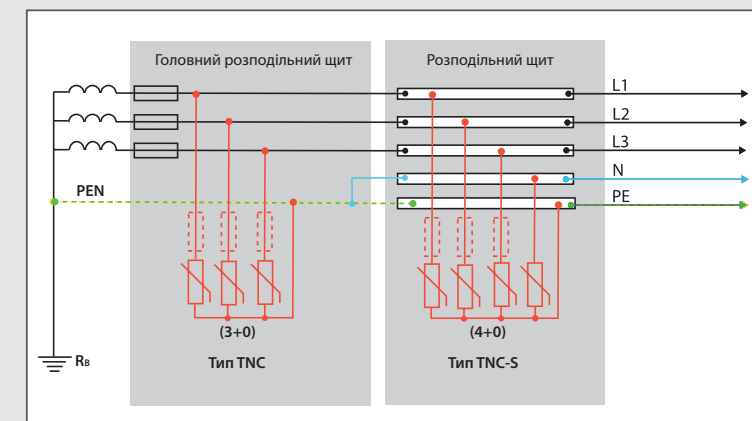 Головний розподільний щит
Розподільний щит
L1
L2
L3
N
PE
PEN
(3+0)
(4+0)
RB
Тип TNC
Тип TNC-S